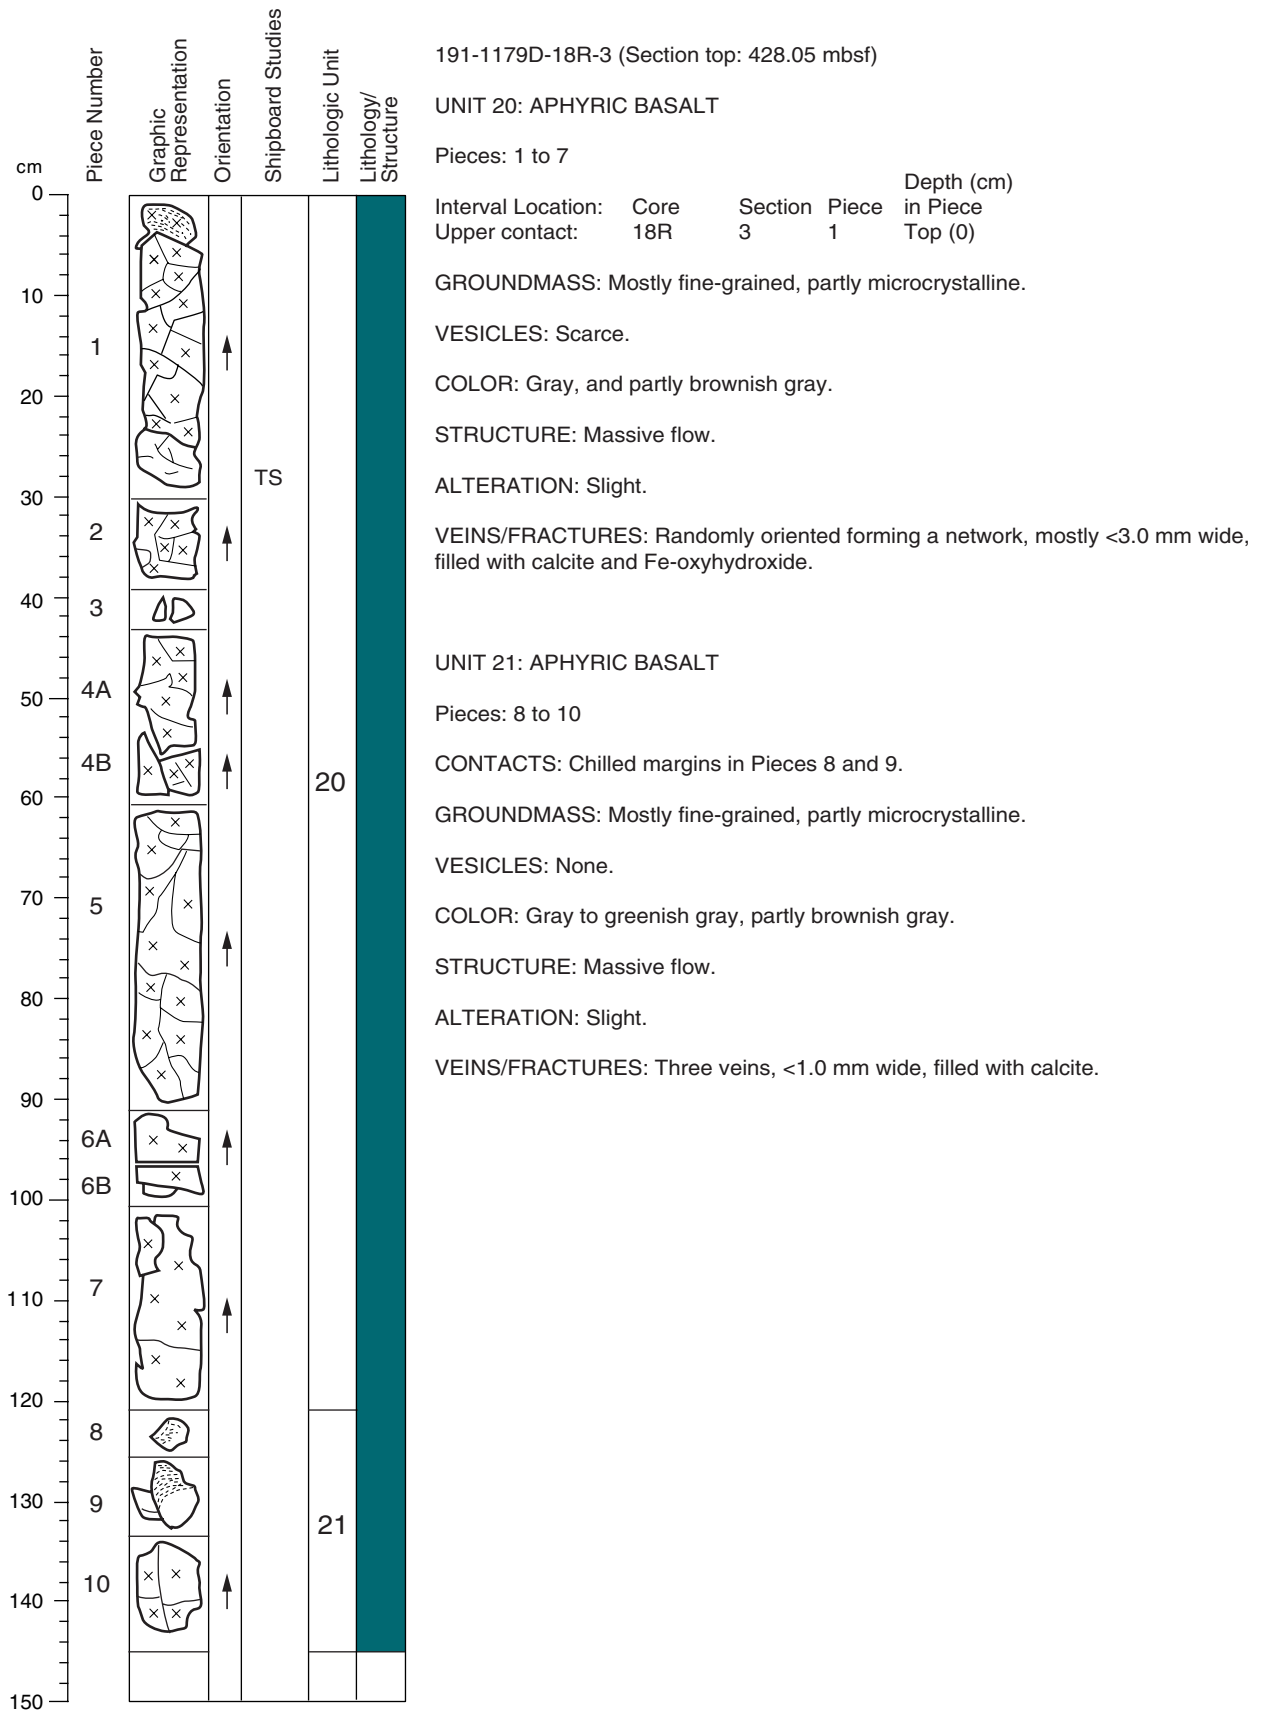 Piece Number
Graphic
Representation
Orientation
Shipboard Studies
Lithologic Unit
Lithology/
Structure
cm
0
10
20
30
40
50
60
70
80
90
100
110
120
130
140
150
1
2
3
4A
4B
5
6A
6B
7
8
9
10
TS
20
21
191-1179D-18R-3 (Section top: 428.05 mbsf)
UNIT 20: APHYRIC BASALT
Pieces: 1 to 7
Depth (cm)
Interval Location: Core Section Piece in Piece
Upper contact: 18R 3 1 Top (0)
GROUNDMASS: Mostly fine-grained, partly microcrystalline.
VESICLES: Scarce.
COLOR: Gray, and partly brownish gray.
STRUCTURE: Massive flow.
ALTERATION: Slight.
VEINS/FRACTURES: Randomly oriented forming a network, mostly <3.0 mm wide,
filled with calcite and Fe-oxyhydroxide.
UNIT 21: APHYRIC BASALT
Pieces: 8 to 10
CONTACTS: Chilled margins in Pieces 8 and 9.
GROUNDMASS: Mostly fine-grained, partly microcrystalline.
VESICLES: None.
COLOR: Gray to greenish gray, partly brownish gray.
STRUCTURE: Massive flow.
ALTERATION: Slight.
VEINS/FRACTURES: Three veins, <1.0 mm wide, filled with calcite.